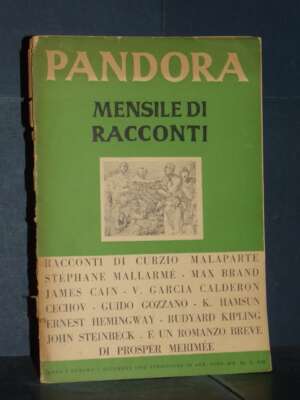 PANDORA
MENSILE DI
RACCONTI
RACCONTI DI CURZIO MALAPARTE
STEPHANE MALLARMÉ - MAX BRAND
JAMES CAIN - V. GARCIA CALDERON
CECHOV - GUIDO GOZZANO - K. HAMSUN
ERNEST HEMINGWAY - RUDYARD KIPLING
JOHN STEINBECK - E UN ROMANZO BREVE
DI PROSPER MERIMÉE